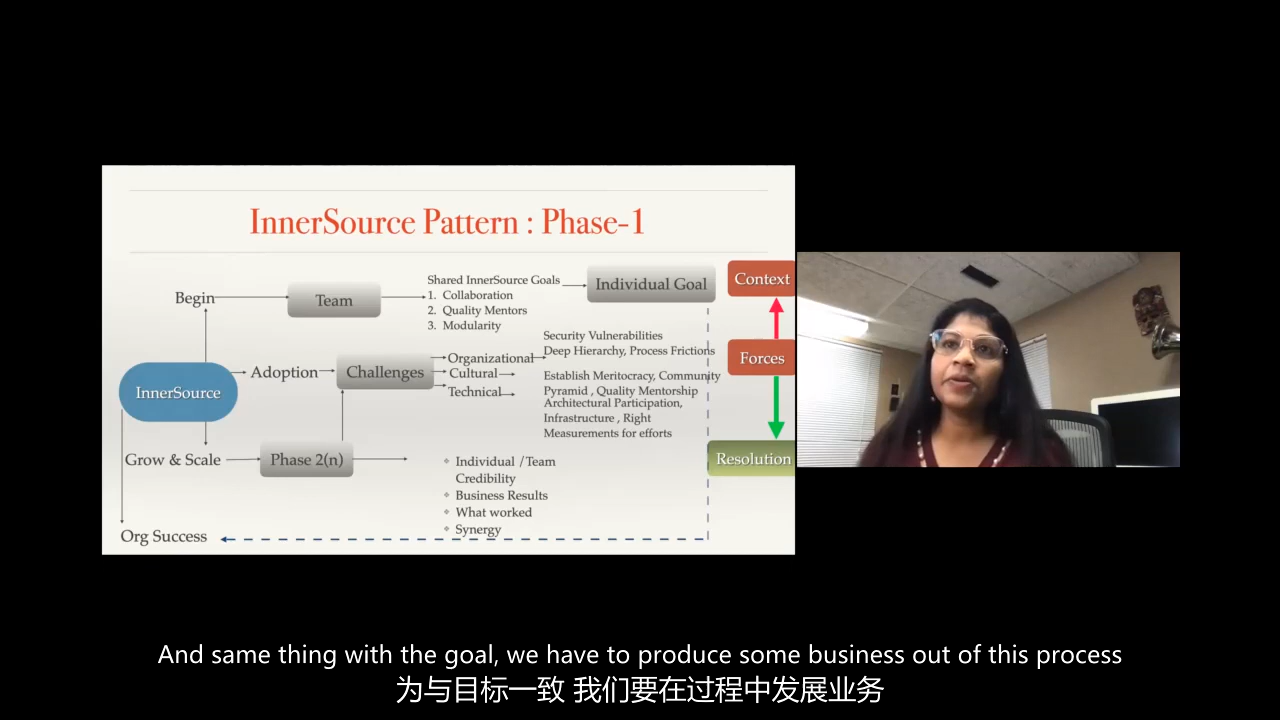 InnerSource Pattern : Phase-1
Begin
Team
Shared InnerSource Goals
1. Collaboration
2. Quality Mentors
3. Modularity
Individual Goal
Context
Forces
Resolution
InnerSource
Adoption
Challenges
Organizational
Cultural
Technical
Security Vulnerabilities
Deep Hierarchy, Process Frictions
Establish Meritocracy, Community
Pyramid , Quality Mentorship
Architectural Participation,
Infrastructure , Right
Measurements for efforts
Grow & Scale
Phase 2(n)
Individual /Team
Credibility
Business Results
What worked
Synergy
Org Success
And same thing with the goal, we have to produce some business out of this process
为与目标一致 我们要在过程中发展业务